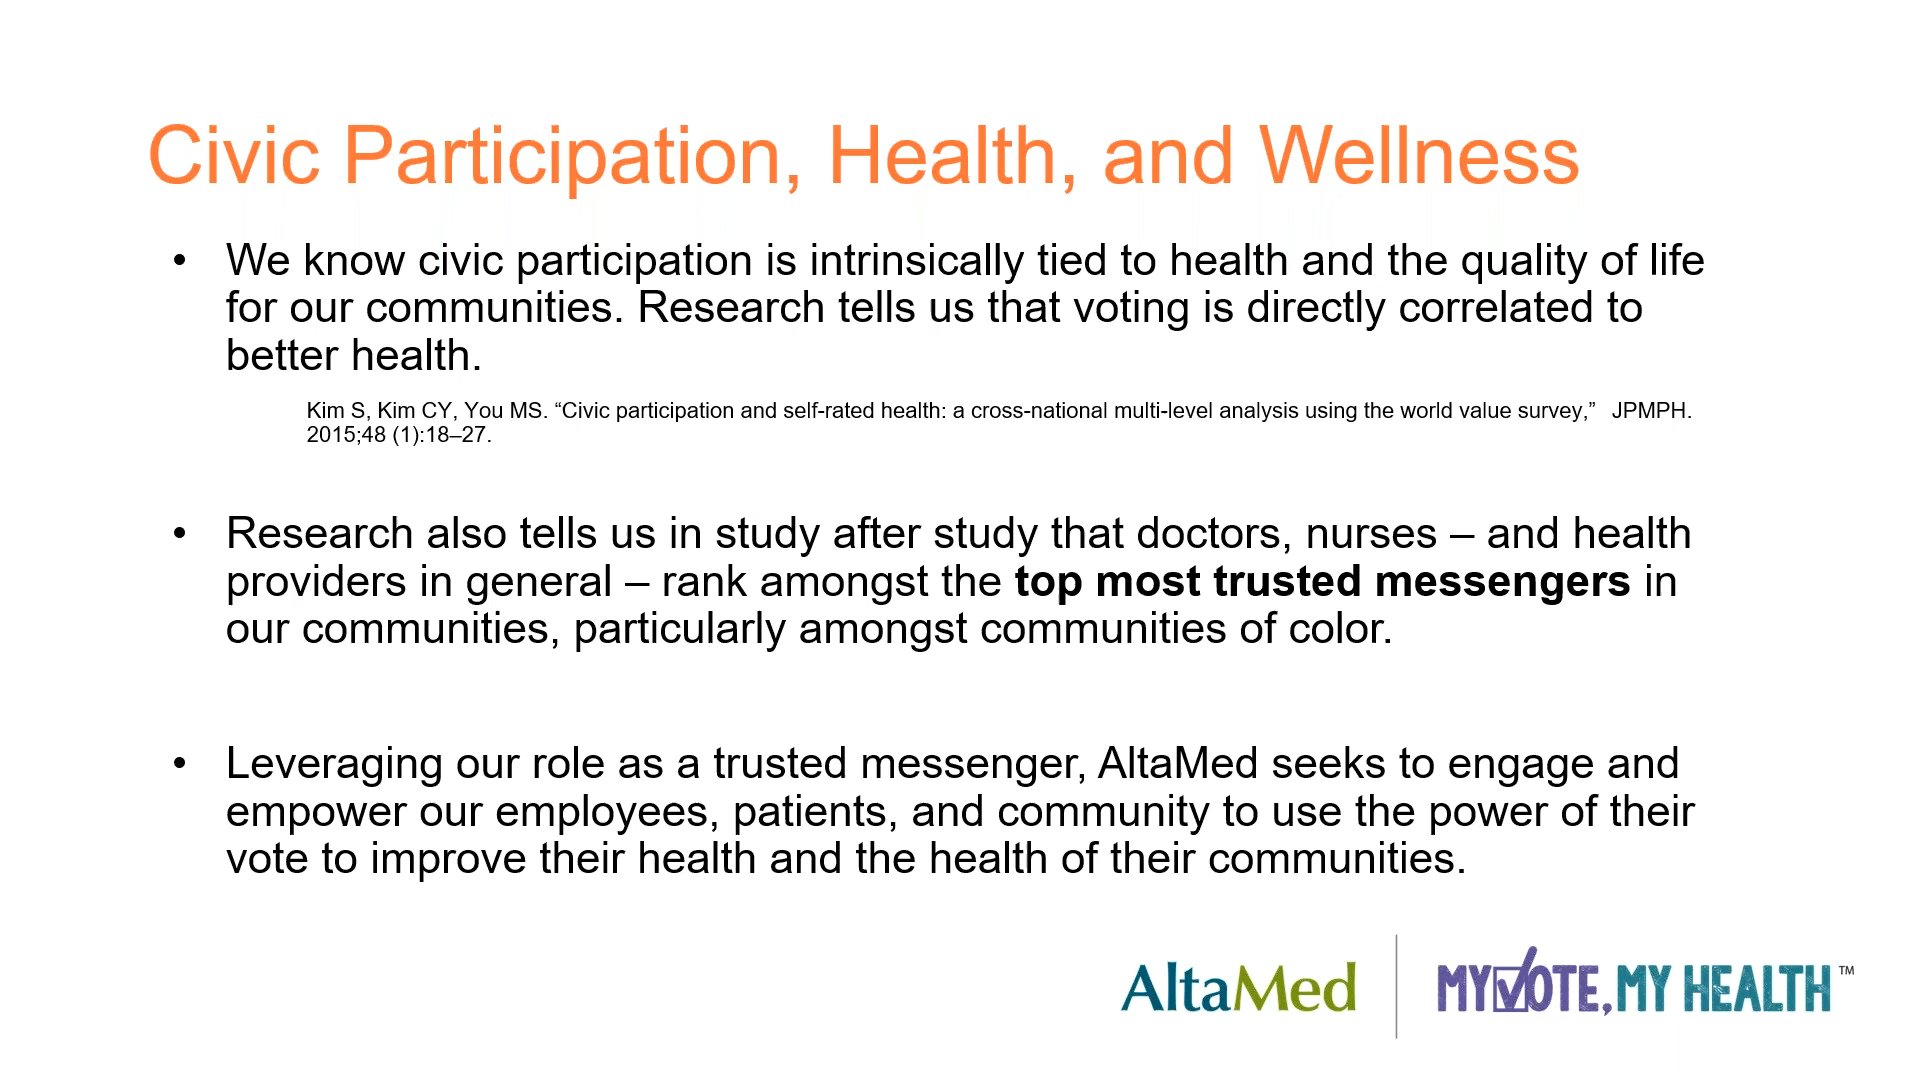 Civic Participation, Health, and Wellness
• We know civic participation is intrinsically tied to health and the quality of life
for our communities. Research tells us that voting is directly correlated to
better health.
Kim S, Kim CY, You MS. “Civic participation and self-rated health: a cross-national multi-level analysis using the world value survey,” JPMPH.
2015;48 (1):18–27.
• Research also tells us in study after study that doctors, nurses – and health
providers in general – rank amongst the top most trusted messengers in
our communities, particularly amongst communities of color.
• Leveraging our role as a trusted messenger, AltaMed seeks to engage and
empower our employees, patients, and community to use the power of their
vote to improve their health and the health of their communities.
AltaMed
MY VOTE, MY HEALTH ™